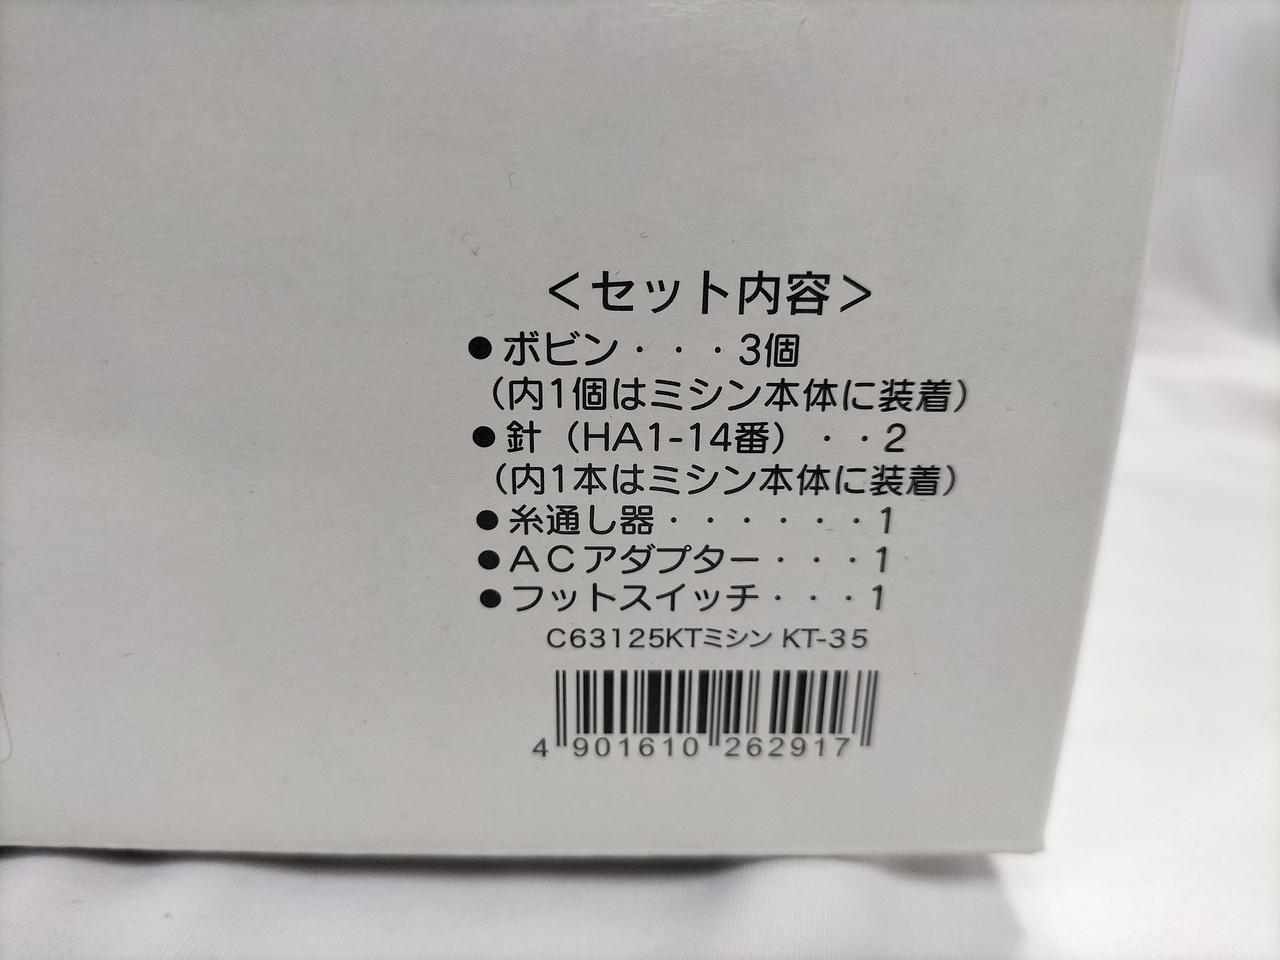 ＜セット内容＞
●ボビン・・・3個
（内1個はミシン本体に装着）
●針（HA1-14番）・・2
（内1本はミシン本体に装着）
●糸通し器・・・・・・1
●ACアダプター・・・1
●フットスイッチ・・・1
C63125KTミシン KT-35
4 901610 262917